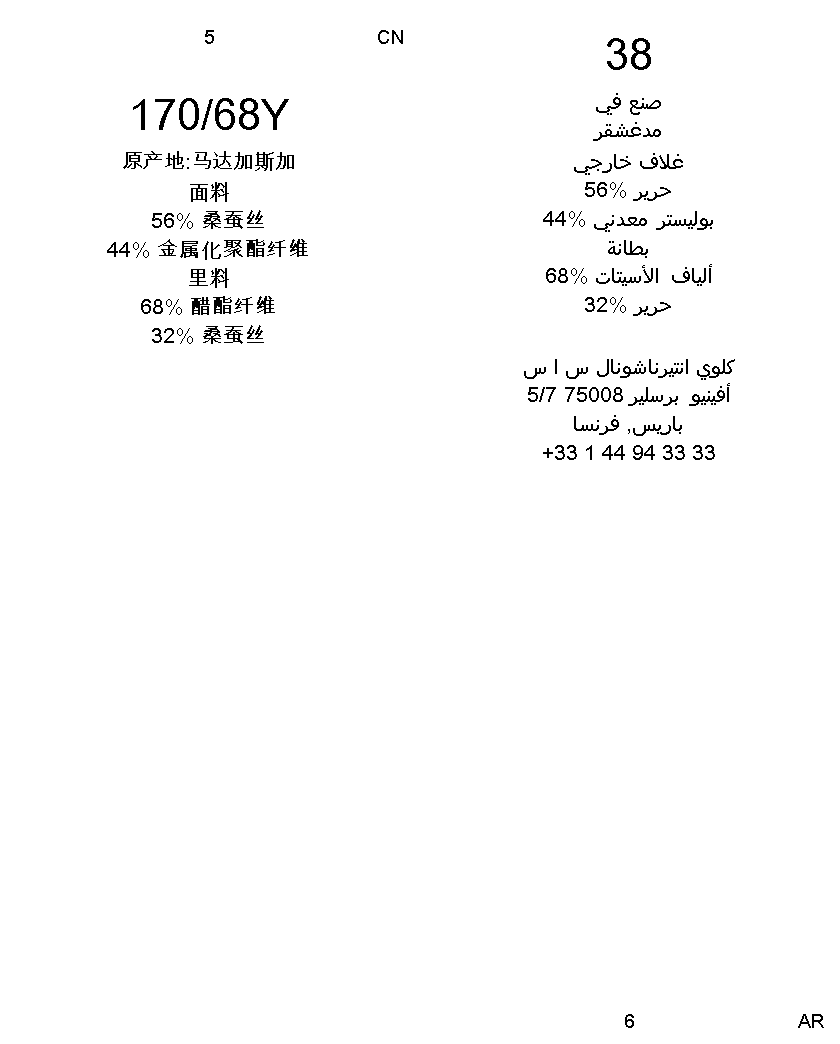 5
CN
170/68Y
原产地:马达加斯加
面料
56% 桑蚕丝
44% 金属化聚酯纤维
里料
68% 醋酯纤维
32% 桑蚕丝
38
صنع في
مدغشقر
غلاف خارجي
حرير %56
بوليستر معدني %44
بطانة
ألياف الأسيتات %68
حرير %32
كلوي انتيرناشونال س ا س
أفينيو برسلير 75008 5/7
باريس, فرنسا
+33 1 44 94 33 33
6
AR